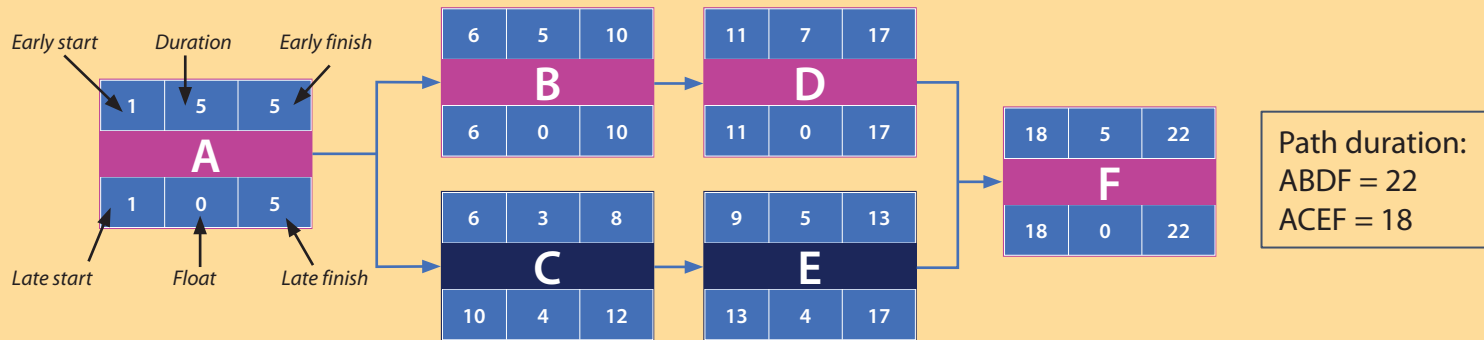 Early start Duration Early finish
1 5 5
A
1 0 5
Late start Float Late finish
6 5 10
B
6 0 10
11 7 17
D
11 0 17
6 3 8
C
10 4 12
9 5 13
E
13 4 17
18 5 22
F
18 0 22
Path duration:
ABDF = 22
ACEF = 18